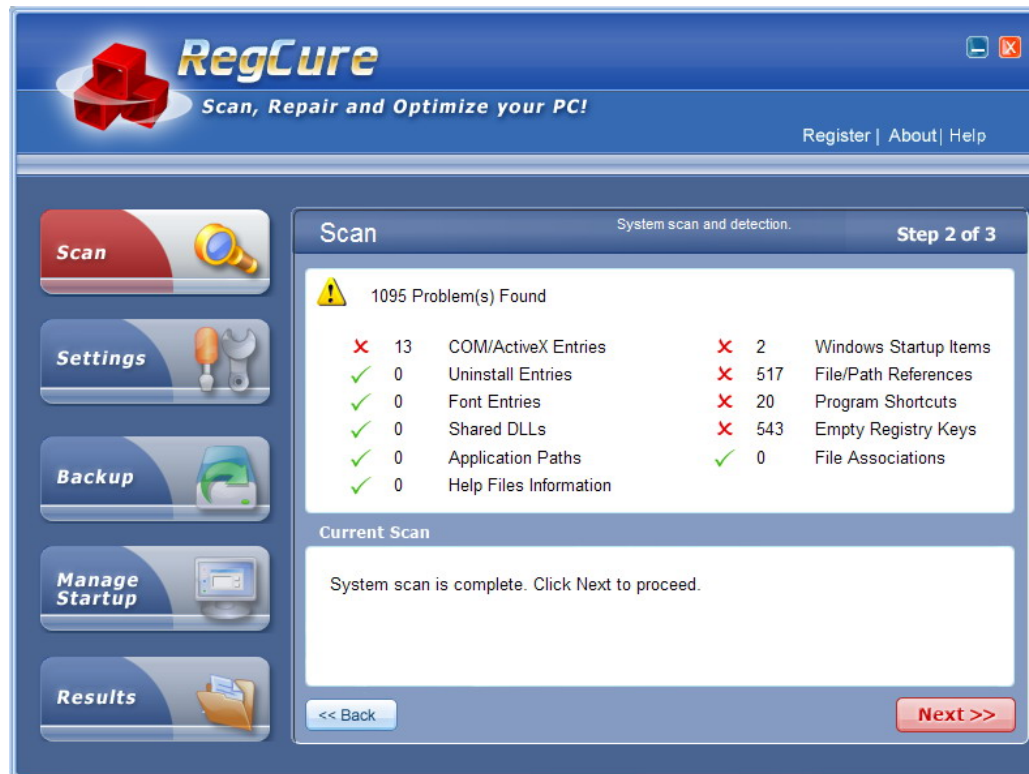 RegCure
Scan, Repair and Optimize your PC!
Register | About| Help
Scan
Settings
Backup
Manage
Startup
Results
Scan
System scan and detection.
Step 2 of 3
1095 Problem(s) Found
13 COM/ActiveX Entries
0 Uninstall Entries
0 Font Entries
0 Shared DLLs
0 Application Paths
0 Help Files Information
2 Windows Startup Items
517 File/Path References
20 Program Shortcuts
543 Empty Registry Keys
0 File Associations
Current Scan
System scan is complete. Click Next to proceed.
<< Back
Next >>